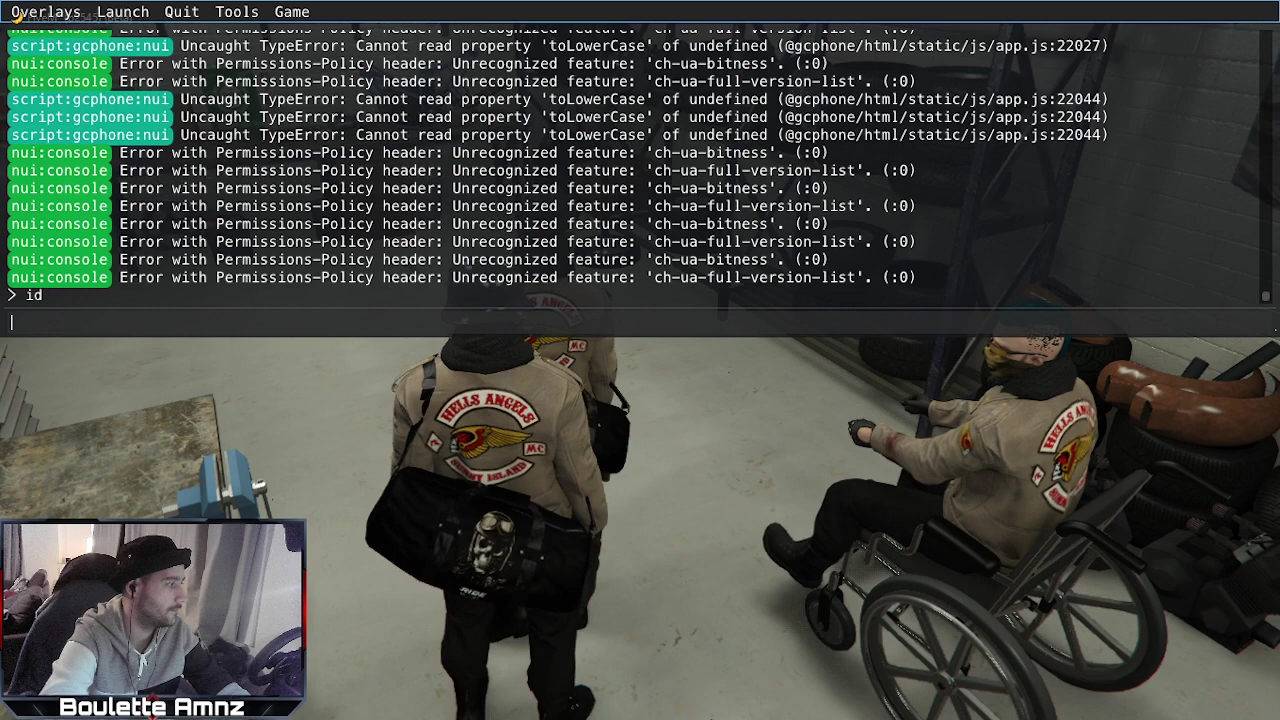 Overlays Launch Quit Tools Game
script:gcphone:nui Uncaught TypeError: Cannot read property 'toLowerCase' of undefined (@gcphone/html/static/js/app.js:22027)
nui:console Error with Permissions-Policy header: Unrecognized feature: 'ch-ua-bitness'. (:0)
nui:console Error with Permissions-Policy header: Unrecognized feature: 'ch-ua-full-version-list'. (:0)
script:gcphone:nui Uncaught TypeError: Cannot read property 'toLowerCase' of undefined (@gcphone/html/static/js/app.js:22044)
script:gcphone:nui Uncaught TypeError: Cannot read property 'toLowerCase' of undefined (@gcphone/html/static/js/app.js:22044)
script:gcphone:nui Uncaught TypeError: Cannot read property 'toLowerCase' of undefined (@gcphone/html/static/js/app.js:22044)
nui:console Error with Permissions-Policy header: Unrecognized feature: 'ch-ua-bitness'. (:0)
nui:console Error with Permissions-Policy header: Unrecognized feature: 'ch-ua-full-version-list'. (:0)
nui:console Error with Permissions-Policy header: Unrecognized feature: 'ch-ua-bitness'. (:0)
nui:console Error with Permissions-Policy header: Unrecognized feature: 'ch-ua-full-version-list'. (:0)
nui:console Error with Permissions-Policy header: Unrecognized feature: 'ch-ua-bitness'. (:0)
nui:console Error with Permissions-Policy header: Unrecognized feature: 'ch-ua-full-version-list'. (:0)
nui:console Error with Permissions-Policy header: Unrecognized feature: 'ch-ua-bitness'. (:0)
nui:console Error with Permissions-Policy header: Unrecognized feature: 'ch-ua-full-version-list'. (:0)
> id
HELLS ANGELS
MC
ISLAND
MC
HELLS
Boulette Amnz